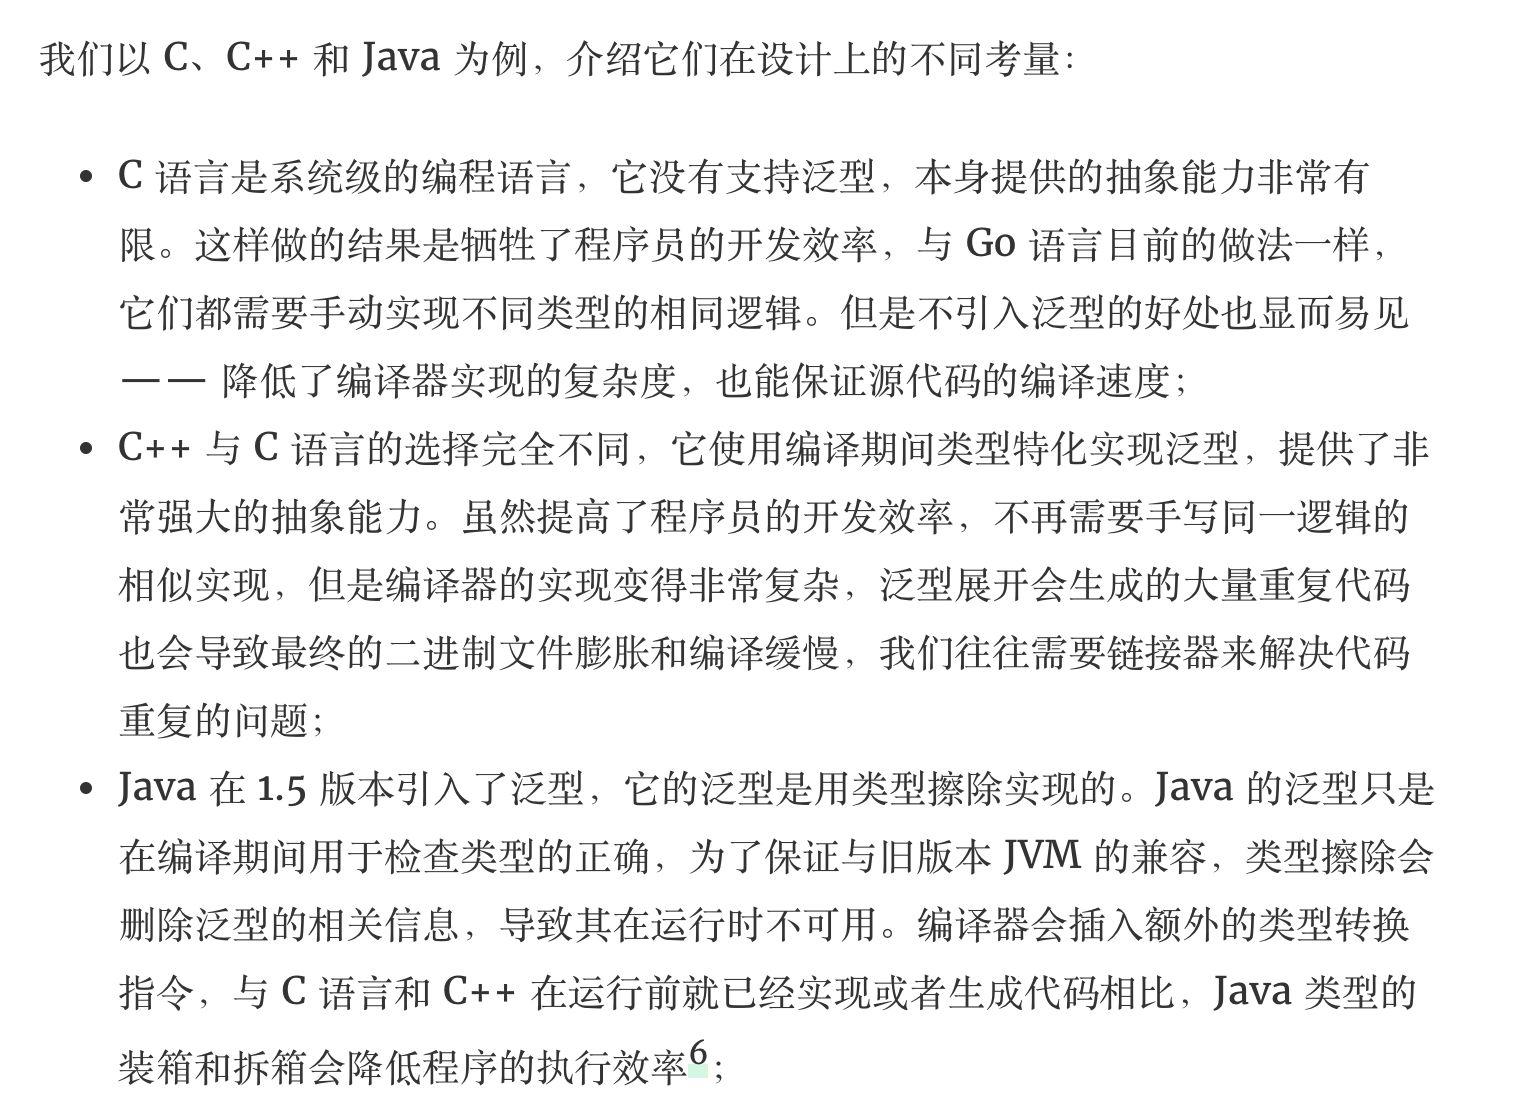 我们以 C、C++ 和 Java 为例，介绍它们在设计上的不同考量：
• C 语言是系统级的编程语言，它没有支持泛型，本身提供的抽象能力非常有
限。这样做的结果是牺牲了程序员的开发效率，与 Go 语言目前的做法一样，
它们都需要手动实现不同类型的相同逻辑。但是不引入泛型的好处也显而易见
—— 降低了编译器实现的复杂度，也能保证源代码的编译速度；
• C++ 与 C 语言的选择完全不同，它使用编译期间类型特化实现泛型，提供了非
常强大的抽象能力。虽然提高了程序员的开发效率，不再需要手写同一逻辑的
相似实现，但是编译器的实现变得非常复杂，泛型展开会生成的大量重复代码
也会导致最终的二进制文件膨胀和编译缓慢，我们往往需要链接器来解决代码
重复的问题；
• Java 在 1.5 版本引入了泛型，它的泛型是用类型擦除实现的。Java 的泛型只是
在编译期间用于检查类型的正确，为了保证与旧版本 JVM 的兼容，类型擦除会
删除泛型的相关信息，导致其在运行时不可用。编译器会插入额外的类型转换
指令，与 C 语言和 C++ 在运行前就已经实现或者生成代码相比，Java 类型的
装箱和拆箱会降低程序的执行效率6；